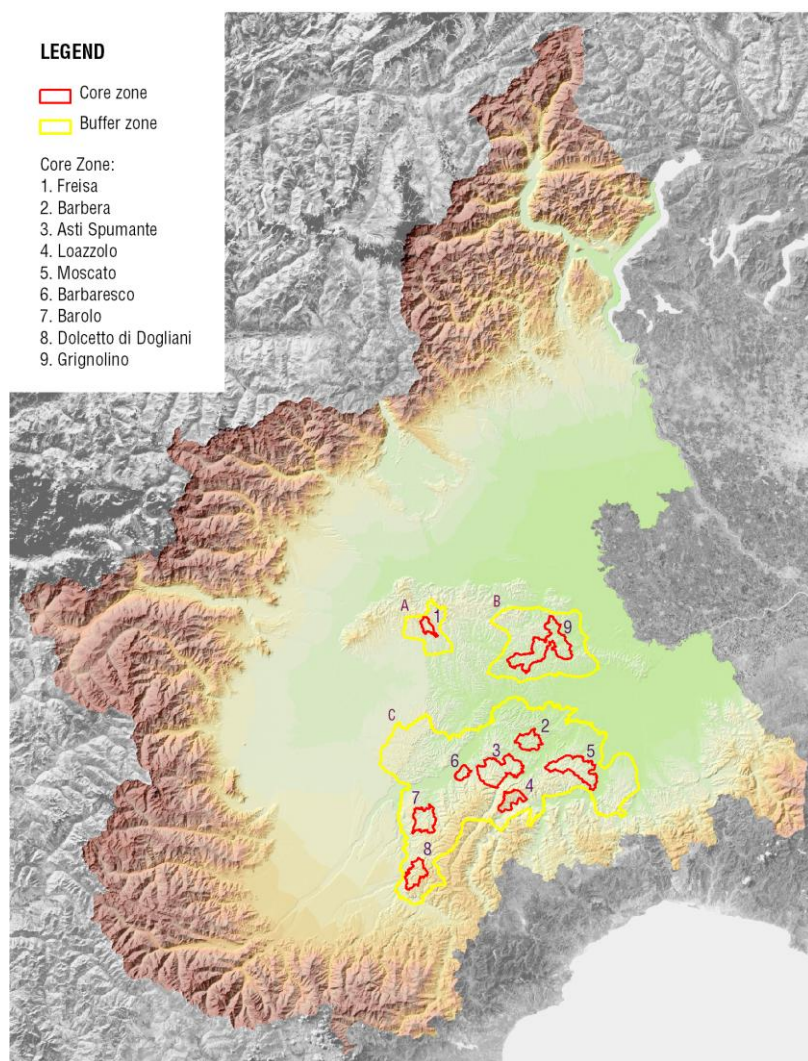 LEGEND
Core zone
Buffer zone
Core Zone:
1. Freisa
2. Barbera
3. Asti Spumante
4. Loazzolo
5. Moscato
6. Barbaresco
7. Barolo
8. Dolcetto di Dogliani
9. Grignolino
A
1
B
9
C
2
3
5
6
4
7
8